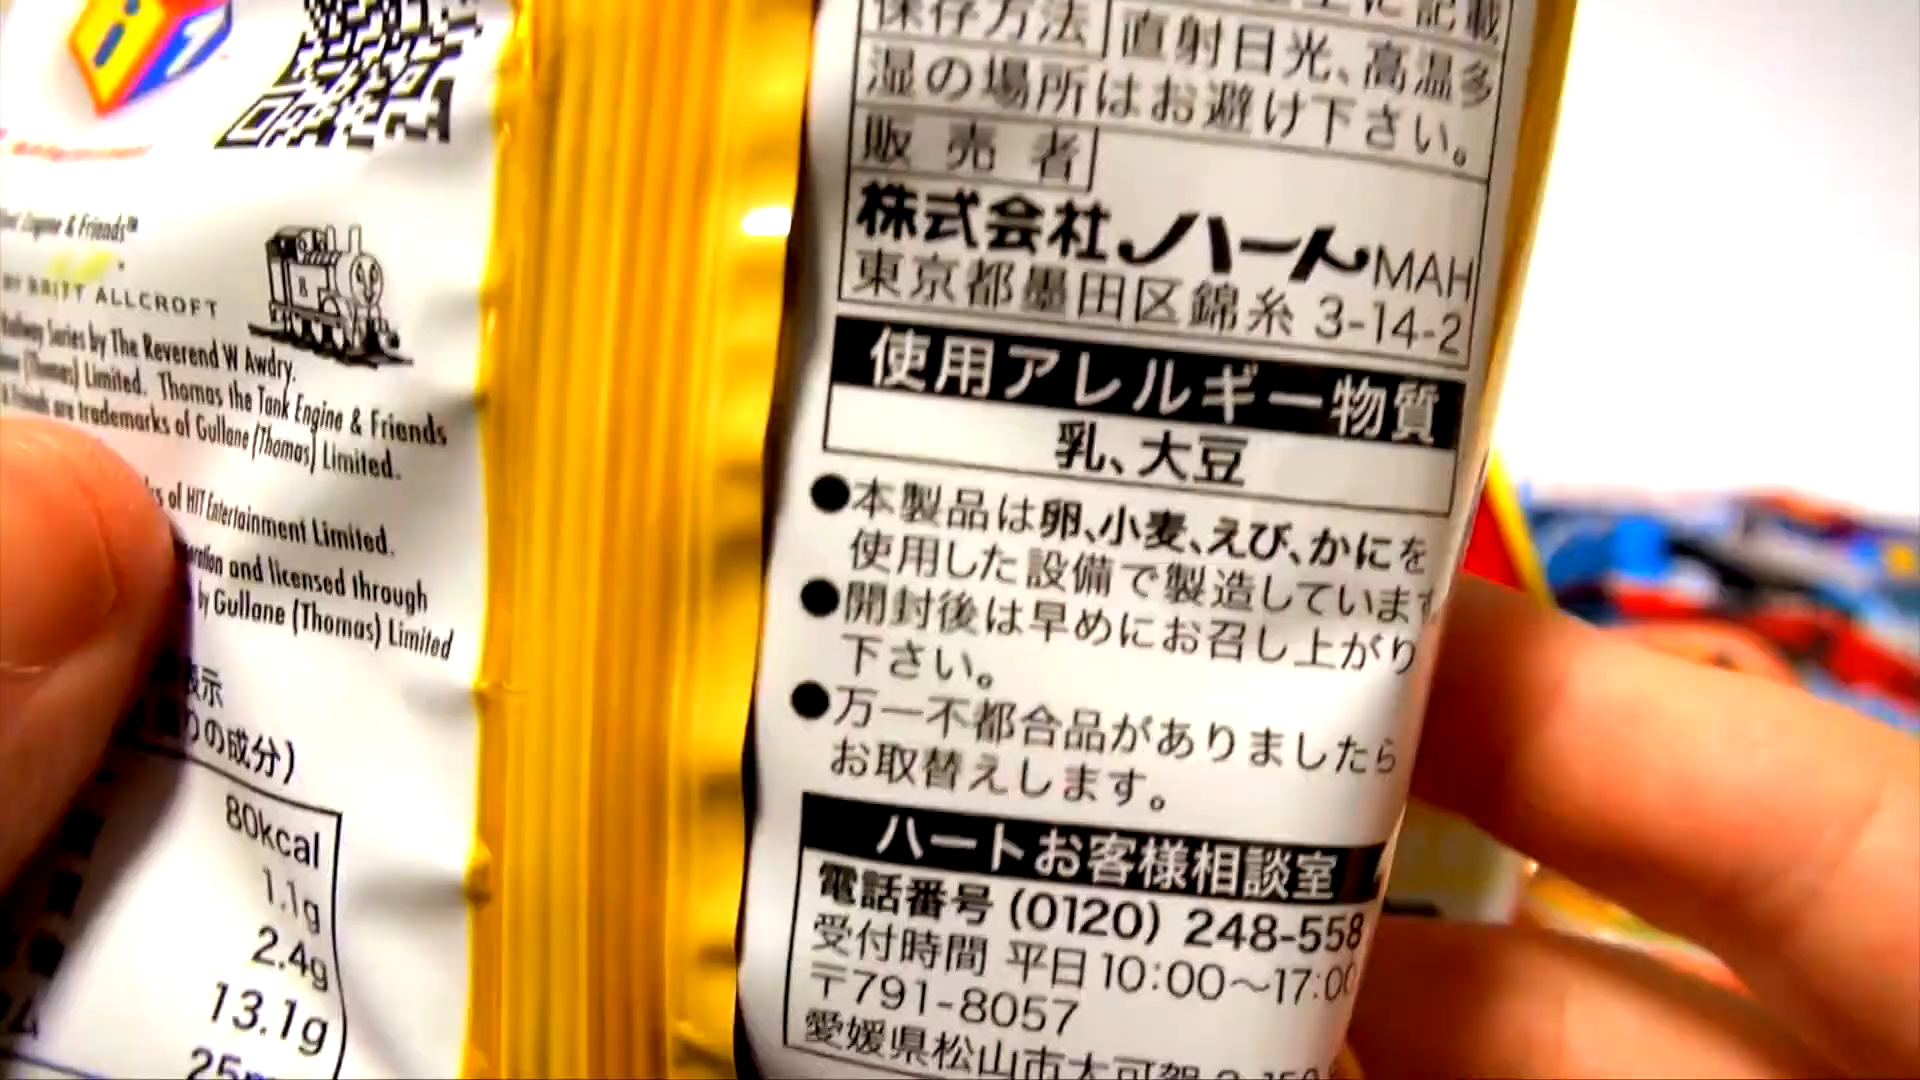 Engine & Friends™
BY BRITT ALLCROFT
Railway Series by The Reverend W Awdry.
(Thomas) Limited. Thomas the Tank Engine & Friends
& Friends are trademarks of Gullane (Thomas) Limited.
of HIT Entertainment Limited.
and licensed through
by Gullane (Thomas) Limited
表示
の成分)
80kcal
1.1g
2.4g
13.1g
に記載
保存方法 直射日光、高温多
湿の場所はお避け下さい。
販売者
株式会社ハートMAH
東京都墨田区錦糸 3-14-2
使用アレルギー物質
乳、大豆
●本製品は卵、小麦、えび、かにを
使用した設備で製造しています
●開封後は早めにお召し上がり
下さい。
●万一不都合品がありましたら
お取替えします。
ハートお客様相談室
電話番号 (0120) 248-558
受付時間 平日10:00〜17:00
〒791-8057
愛媛県松山市大可賀